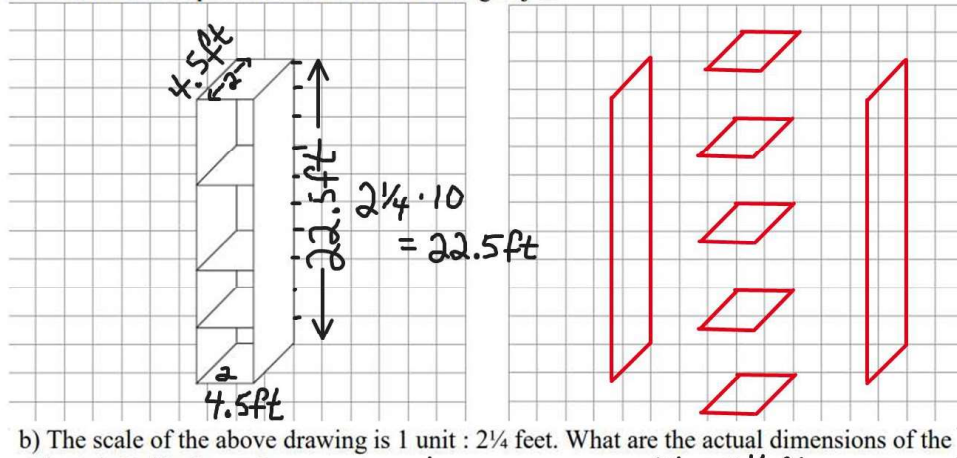 4.5ft
2
22.5ft
2¼·10
= 22.5ft
2
4.5ft
b) The scale of the above drawing is 1 unit : 2¼ feet. What are the actual dimensions of the